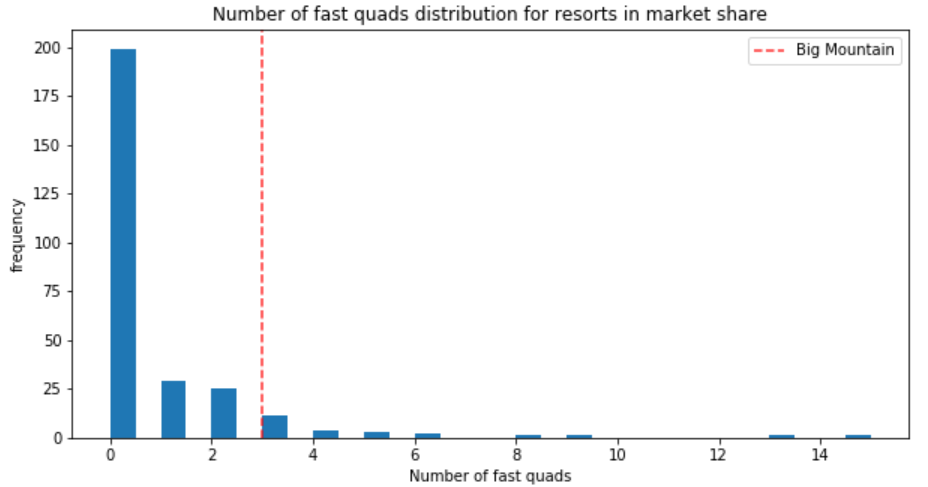 Number of fast quads distribution for resorts in market share
Big Mountain
200
175
150
125
100
75
50
25
0
frequency
0 2 4 6 8 10 12 14
Number of fast quads